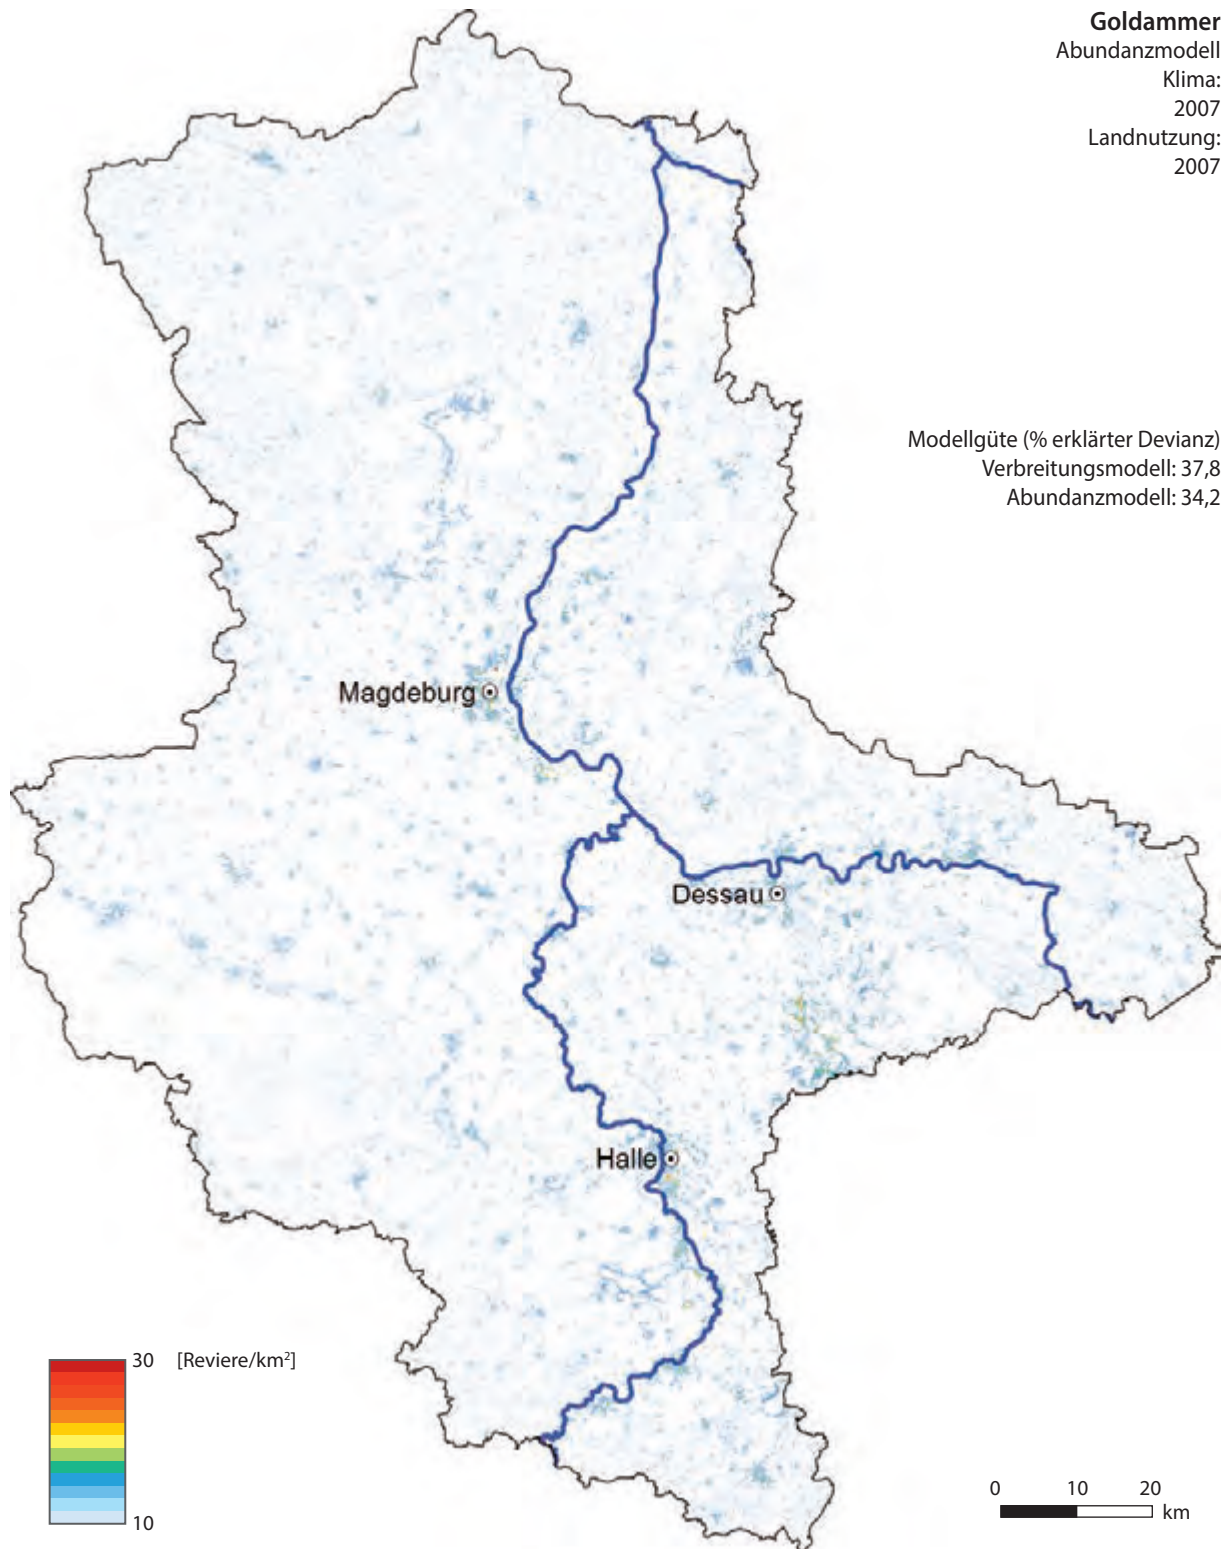 Goldammer
Abundanzmodell
Klima:
2007
Landnutzung:
2007
Modellgüte (% erklärter Devianz)
Verbreitungsmodell: 37,8
Abundanzmodell: 34,2
Magdeburg
Dessau
Halle
30 [Reviere/km²]
10
0 10 20
km